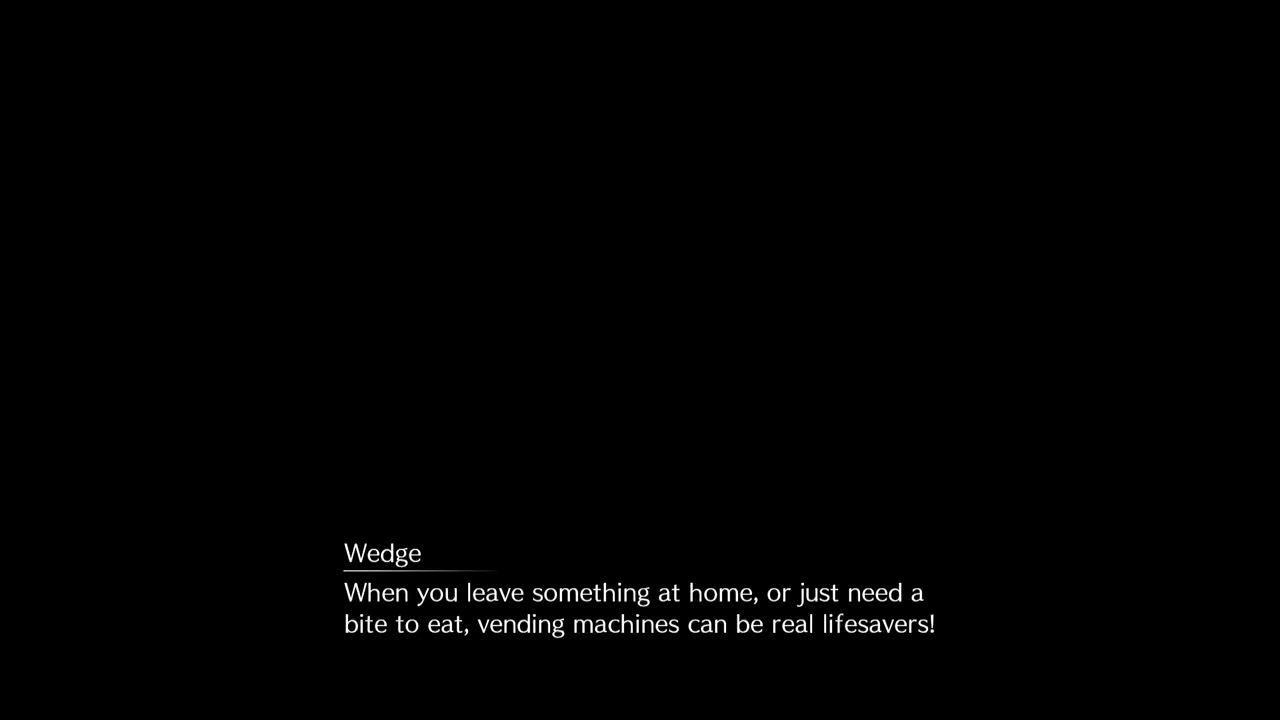 Wedge
When you leave something at home, or just need a
bite to eat, vending machines can be real lifesavers!